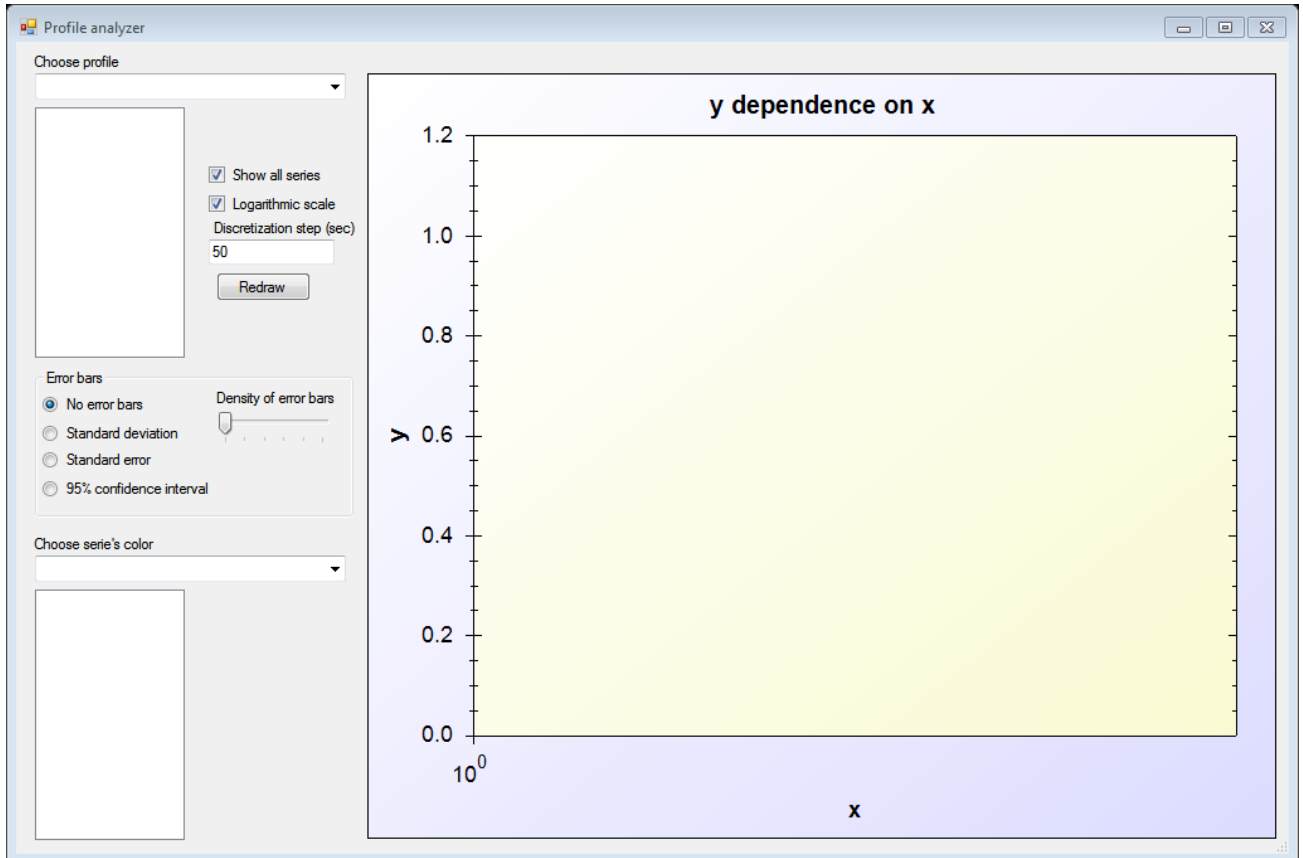 Profile analyzer
Choose profile
Show all series
Logarithmic scale
Discretization step (sec)
50
Redraw
Error bars
No error bars
Density of error bars
Standard deviation
Standard error
95% confidence interval
Choose serie's color
y dependence on x
1.2
1.0
0.8
y 0.6
0.4
0.2
0.0
10⁰
x